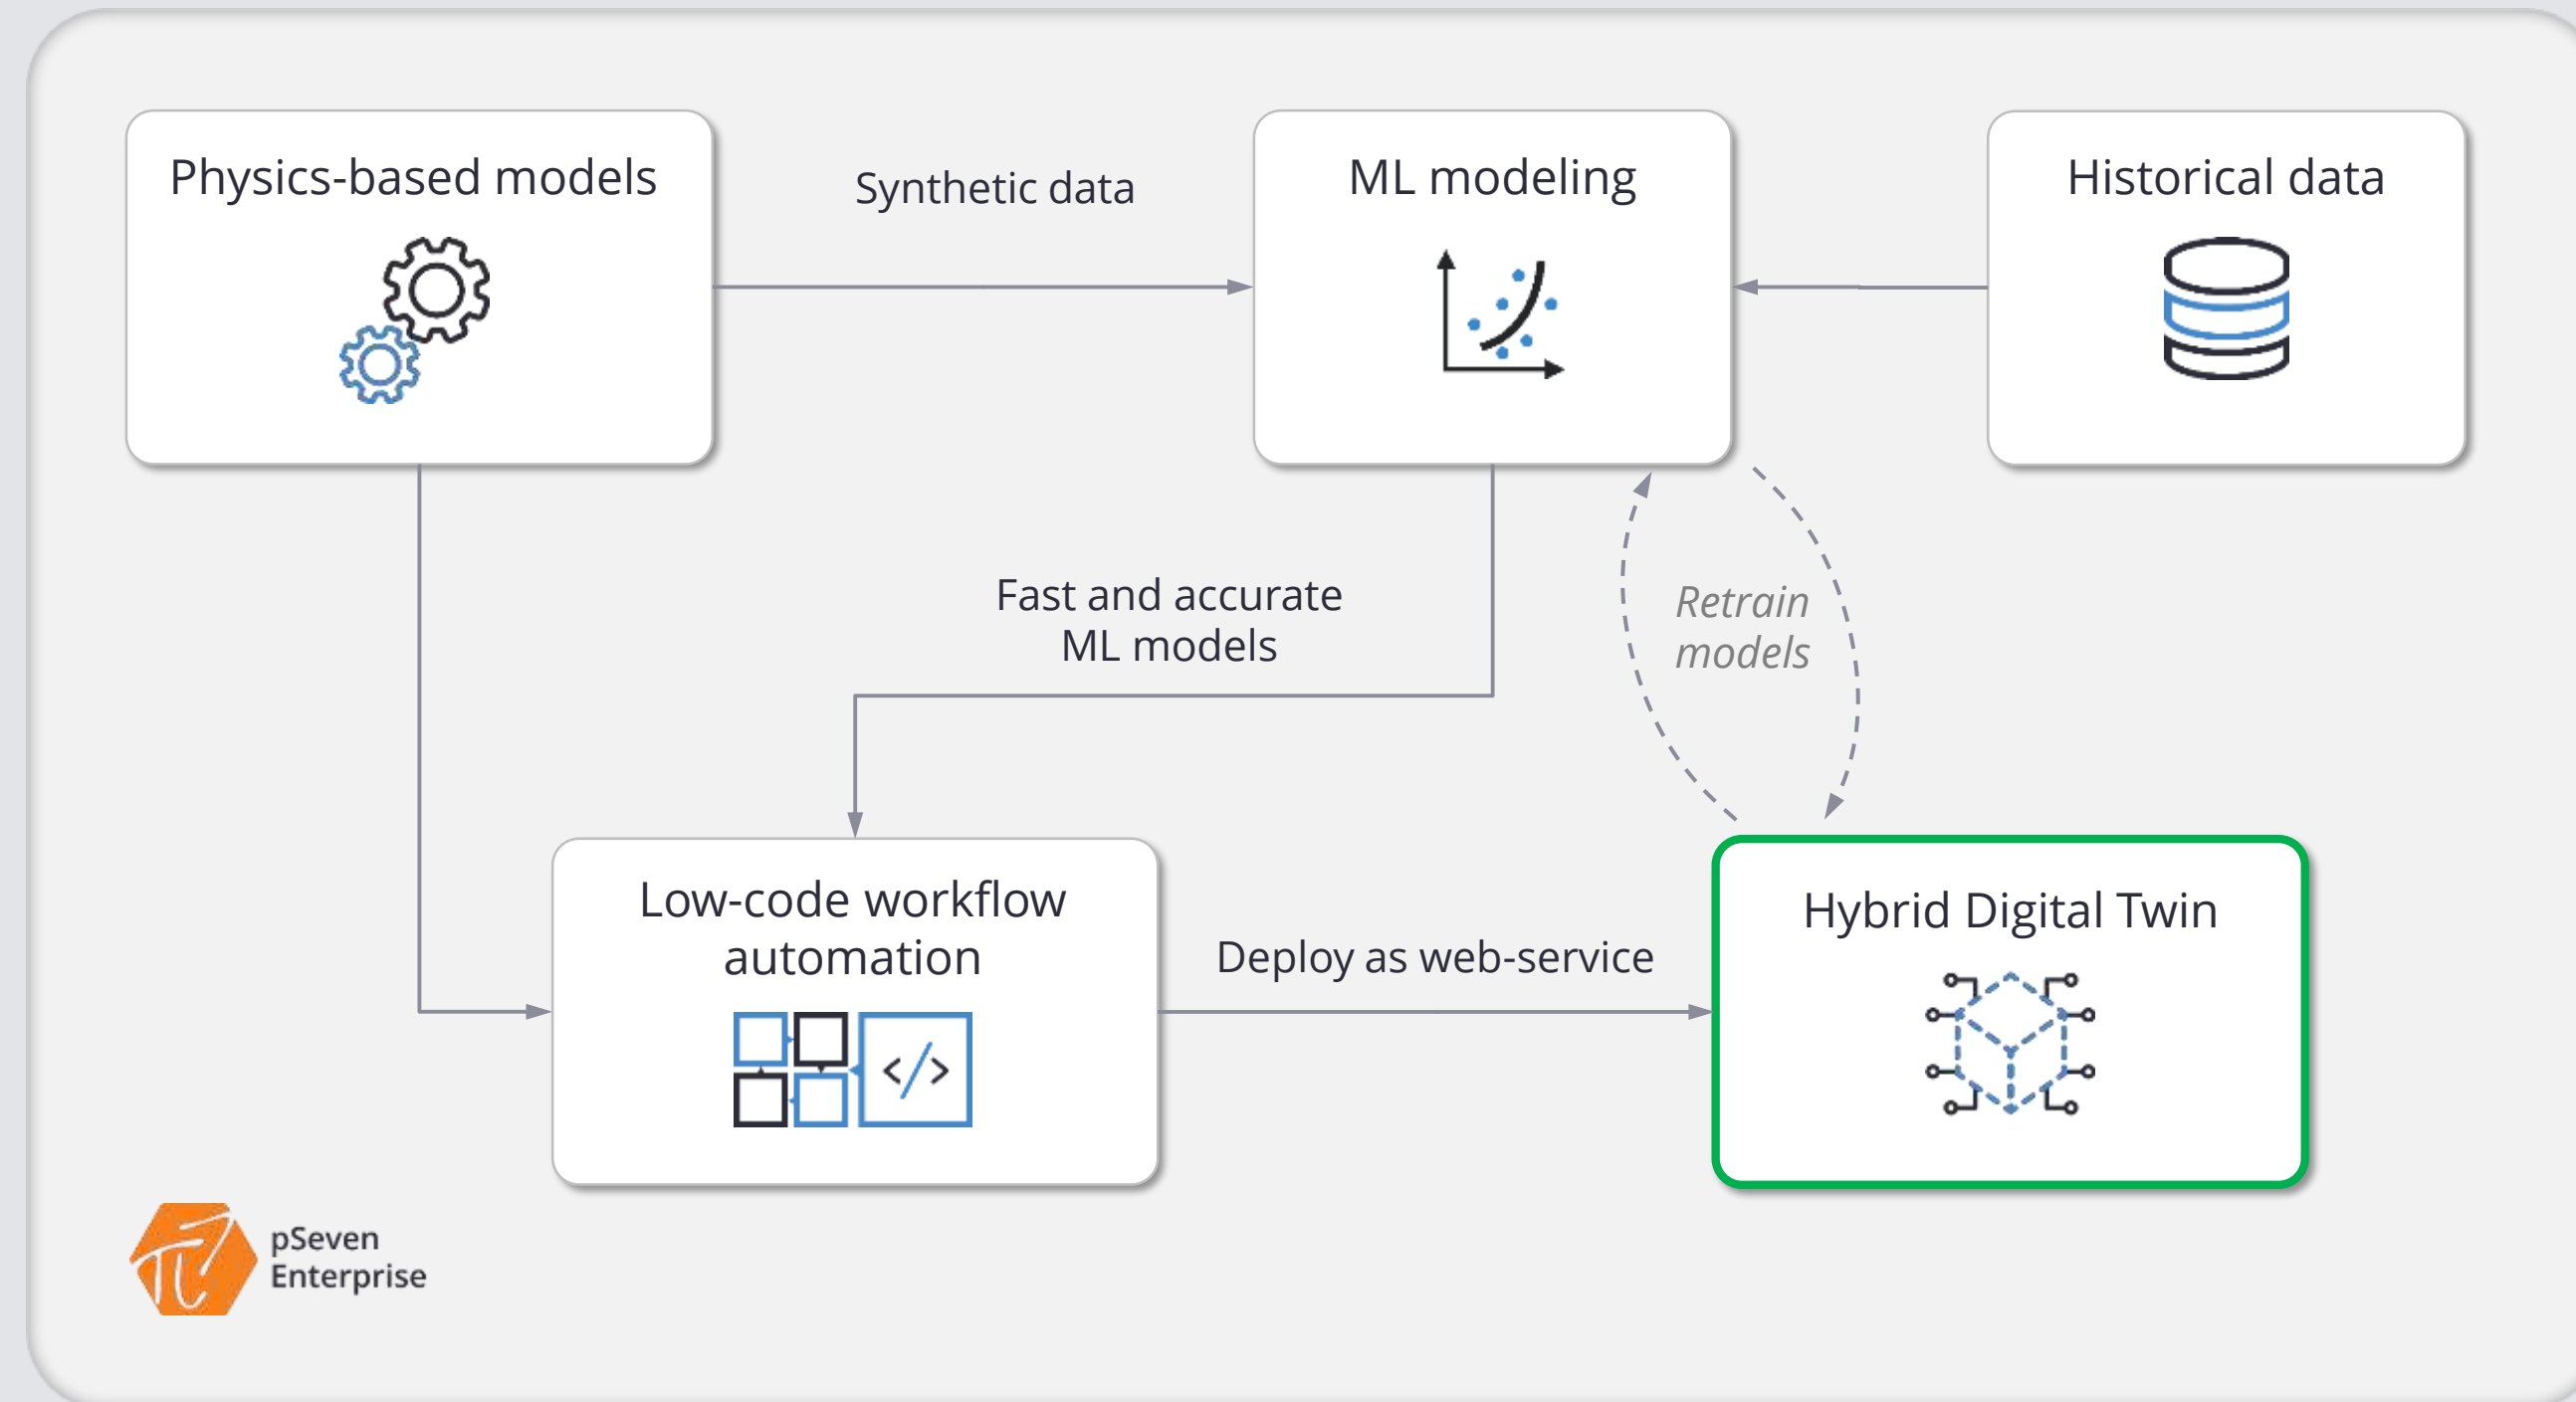 Physics-based models
Synthetic data
ML modeling
Historical data
Fast and accurate
ML models
Retrain
models
Low-code workflow
automation
</>
Deploy as web-service
Hybrid Digital Twin
pSeven
Enterprise